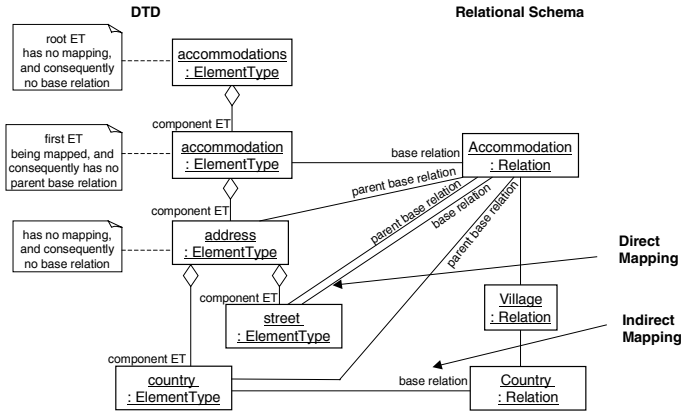 DTD
Relational Schema
root ET
has no mapping,
and consequently
no base relation
accommodations
: ElementType
component ET
first ET
being mapped, and
consequently has no
parent base relation
accommodation
: ElementType
base relation
Accommodation
: Relation
parent base relation
component ET
has no mapping,
and consequently
no base relation
address
: ElementType
parent base relation
base relation
parent base relation
Direct
Mapping
component ET
street
: ElementType
Village
: Relation
Indirect
Mapping
component ET
country
: ElementType
base relation
Country
: Relation